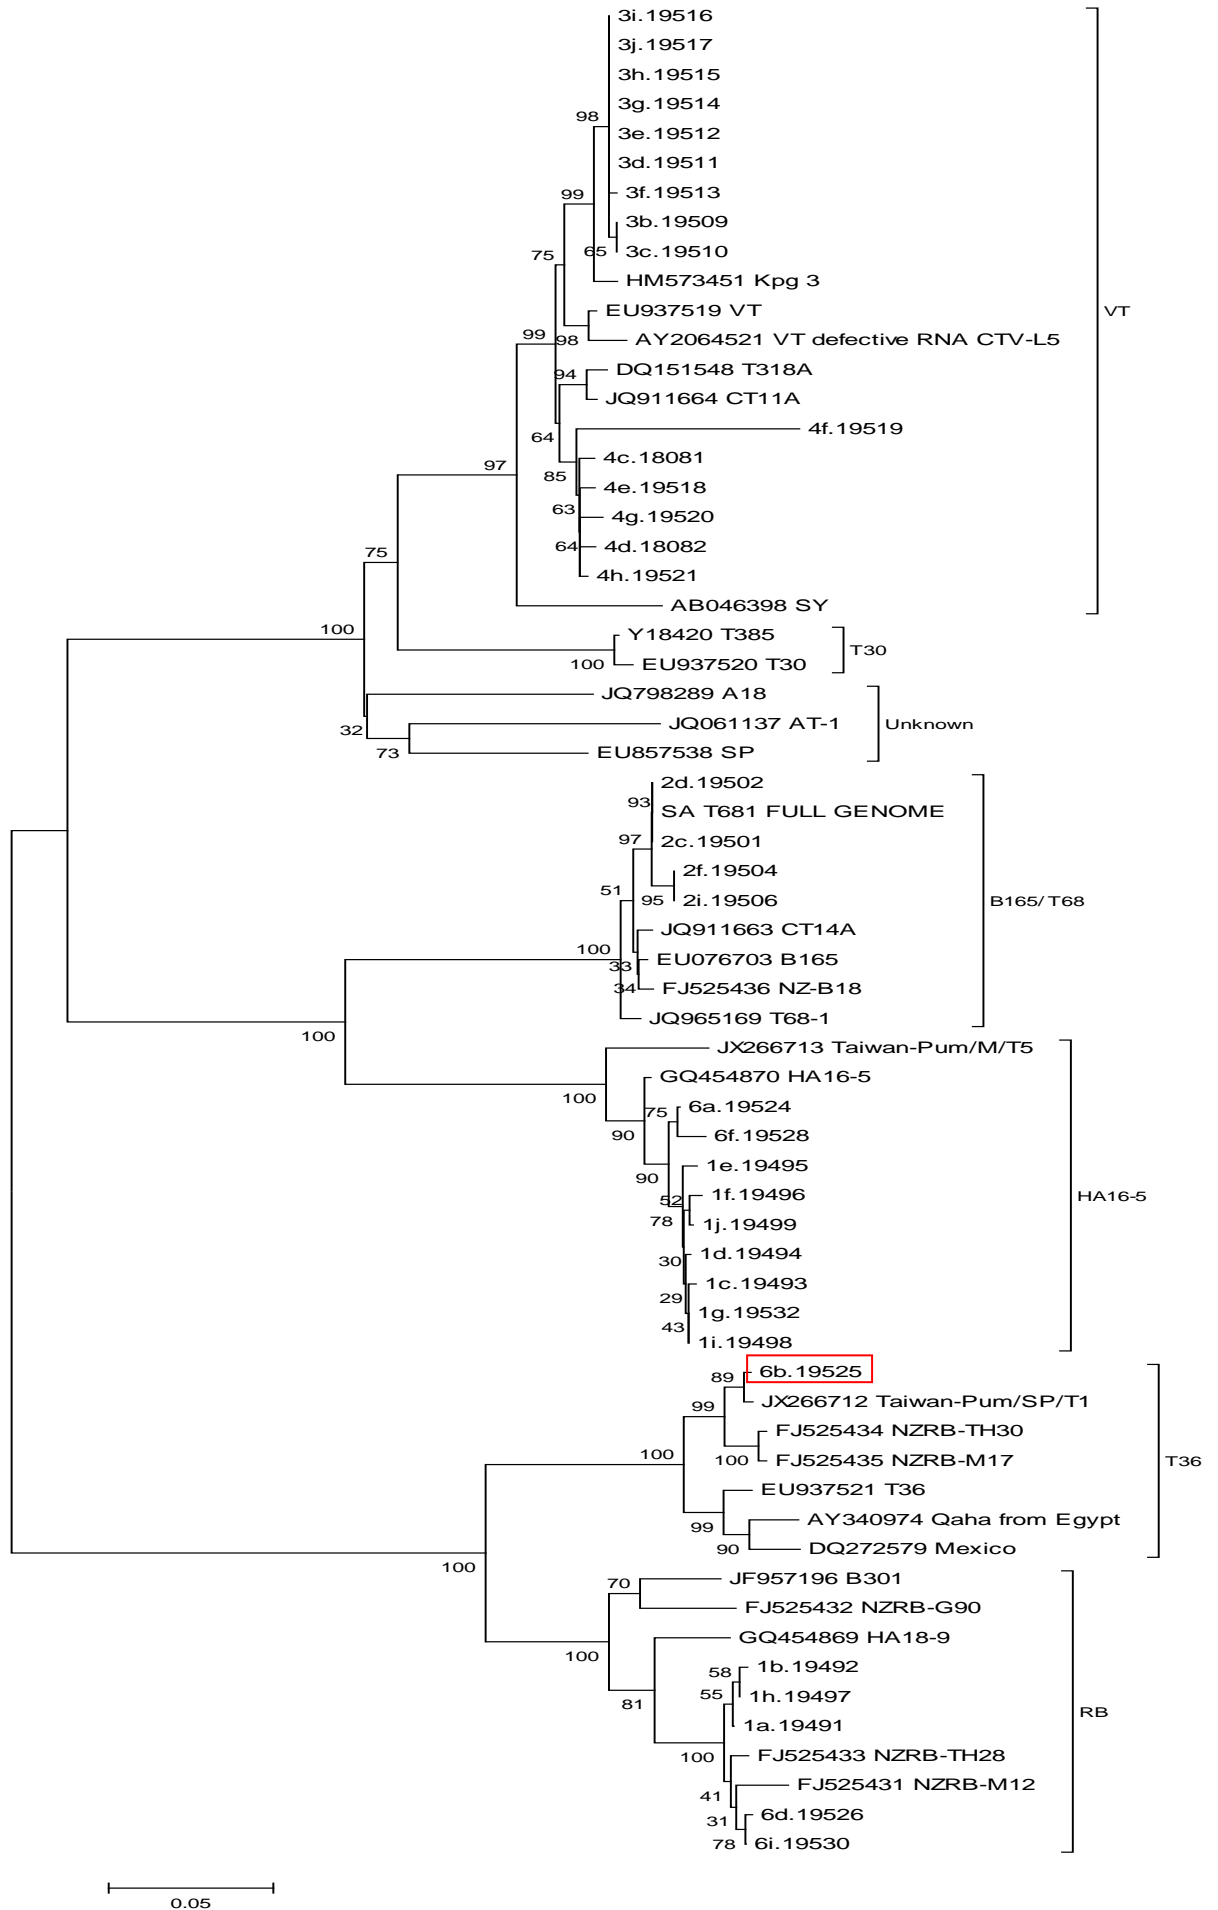 3i.19516
3j.19517
3h.19515
3g.19514
98
3e.19512
3d.19511
99
3f.19513
3b.19509
75
65
3c.19510
HM573451 Kpg 3
EU937519 VT
VT
99
98
AY2064521 VT defective RNA CTV-L5
94
DQ151548 T318A
JQ911664 CT11A
64
4f.19519
97
4c.18081
85
4e.19518
63
4g.19520
75
64
4d.18082
4h.19521
AB046398 SY
100
Y18420 T385
T30
100
EU937520 T30
JQ798289 A18
32
JQ061137 AT-1
Unknown
73
EU857538 SP
2d.19502
93
SA T681 FULL GENOME
97
2c.19501
2f.19504
51
95
2i.19506
B165/T68
JQ911663 CT14A
100
33
EU076703 B165
34
FJ525436 NZ-B18
JQ965169 T68-1
100
JX266713 Taiwan-Pum/M/T5
GQ454870 HA16-5
100
75
6a.19524
90
6f.19528
90
1e.19495
52
1f.19496
HA16-5
78
1j.19499
30
1d.19494
29
1c.19493
43
1g.19532
1i.19498
89
6b.19525
99
JX266712 Taiwan-Pum/SP/T1
FJ525434 NZRB-TH30
100
100
FJ525435 NZRB-M17
T36
EU937521 T36
99
AY340974 Qaha from Egypt
90
DQ272579 Mexico
100
70
JF957196 B301
FJ525432 NZRB-G90
100
GQ454869 HA18-9
58
1b.19492
81
55
1h.19497
RB
1a.19491
100
FJ525433 NZRB-TH28
41
FJ525431 NZRB-M12
31
6d.19526
78
6i.19530
0.05